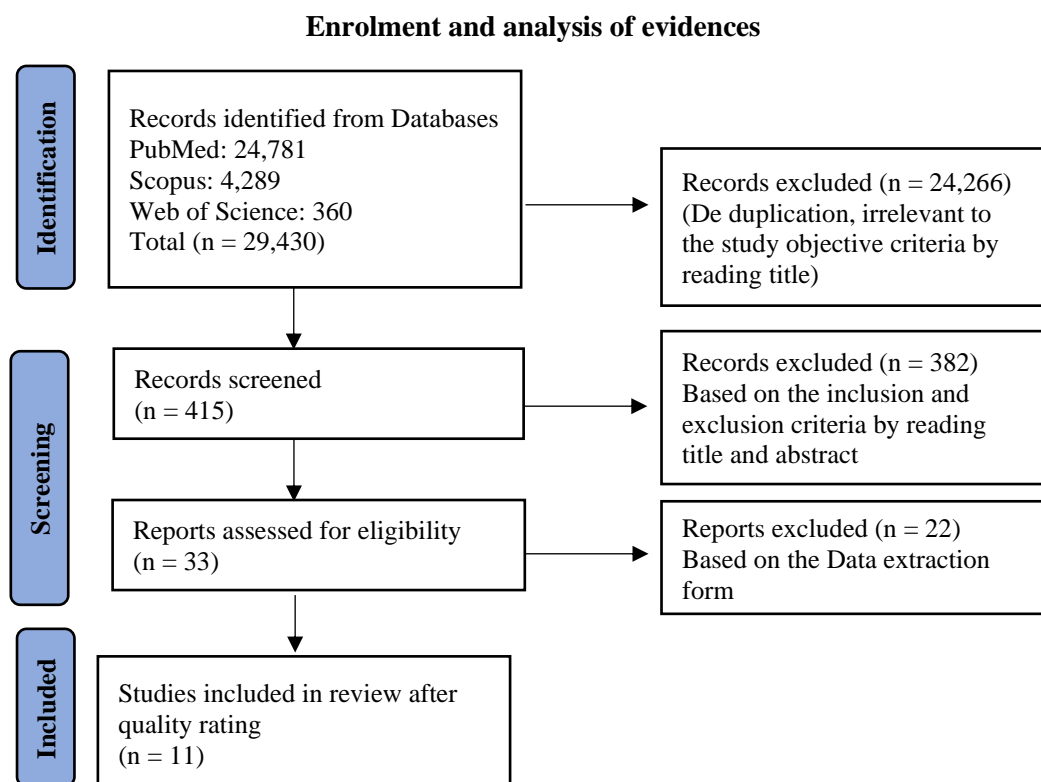 Enrolment and analysis of evidences
Identification
Records identified from Databases
PubMed: 24,781
Scopus: 4,289
Web of Science: 360
Total (n = 29,430)
Records excluded (n = 24,266)
(De duplication, irrelevant to
the study objective criteria by
reading title)
Screening
Records screened
(n = 415)
Records excluded (n = 382)
Based on the inclusion and
exclusion criteria by reading
title and abstract
Reports assessed for eligibility
(n = 33)
Reports excluded (n = 22)
Based on the Data extraction
form
Included
Studies included in review after
quality rating
(n = 11)